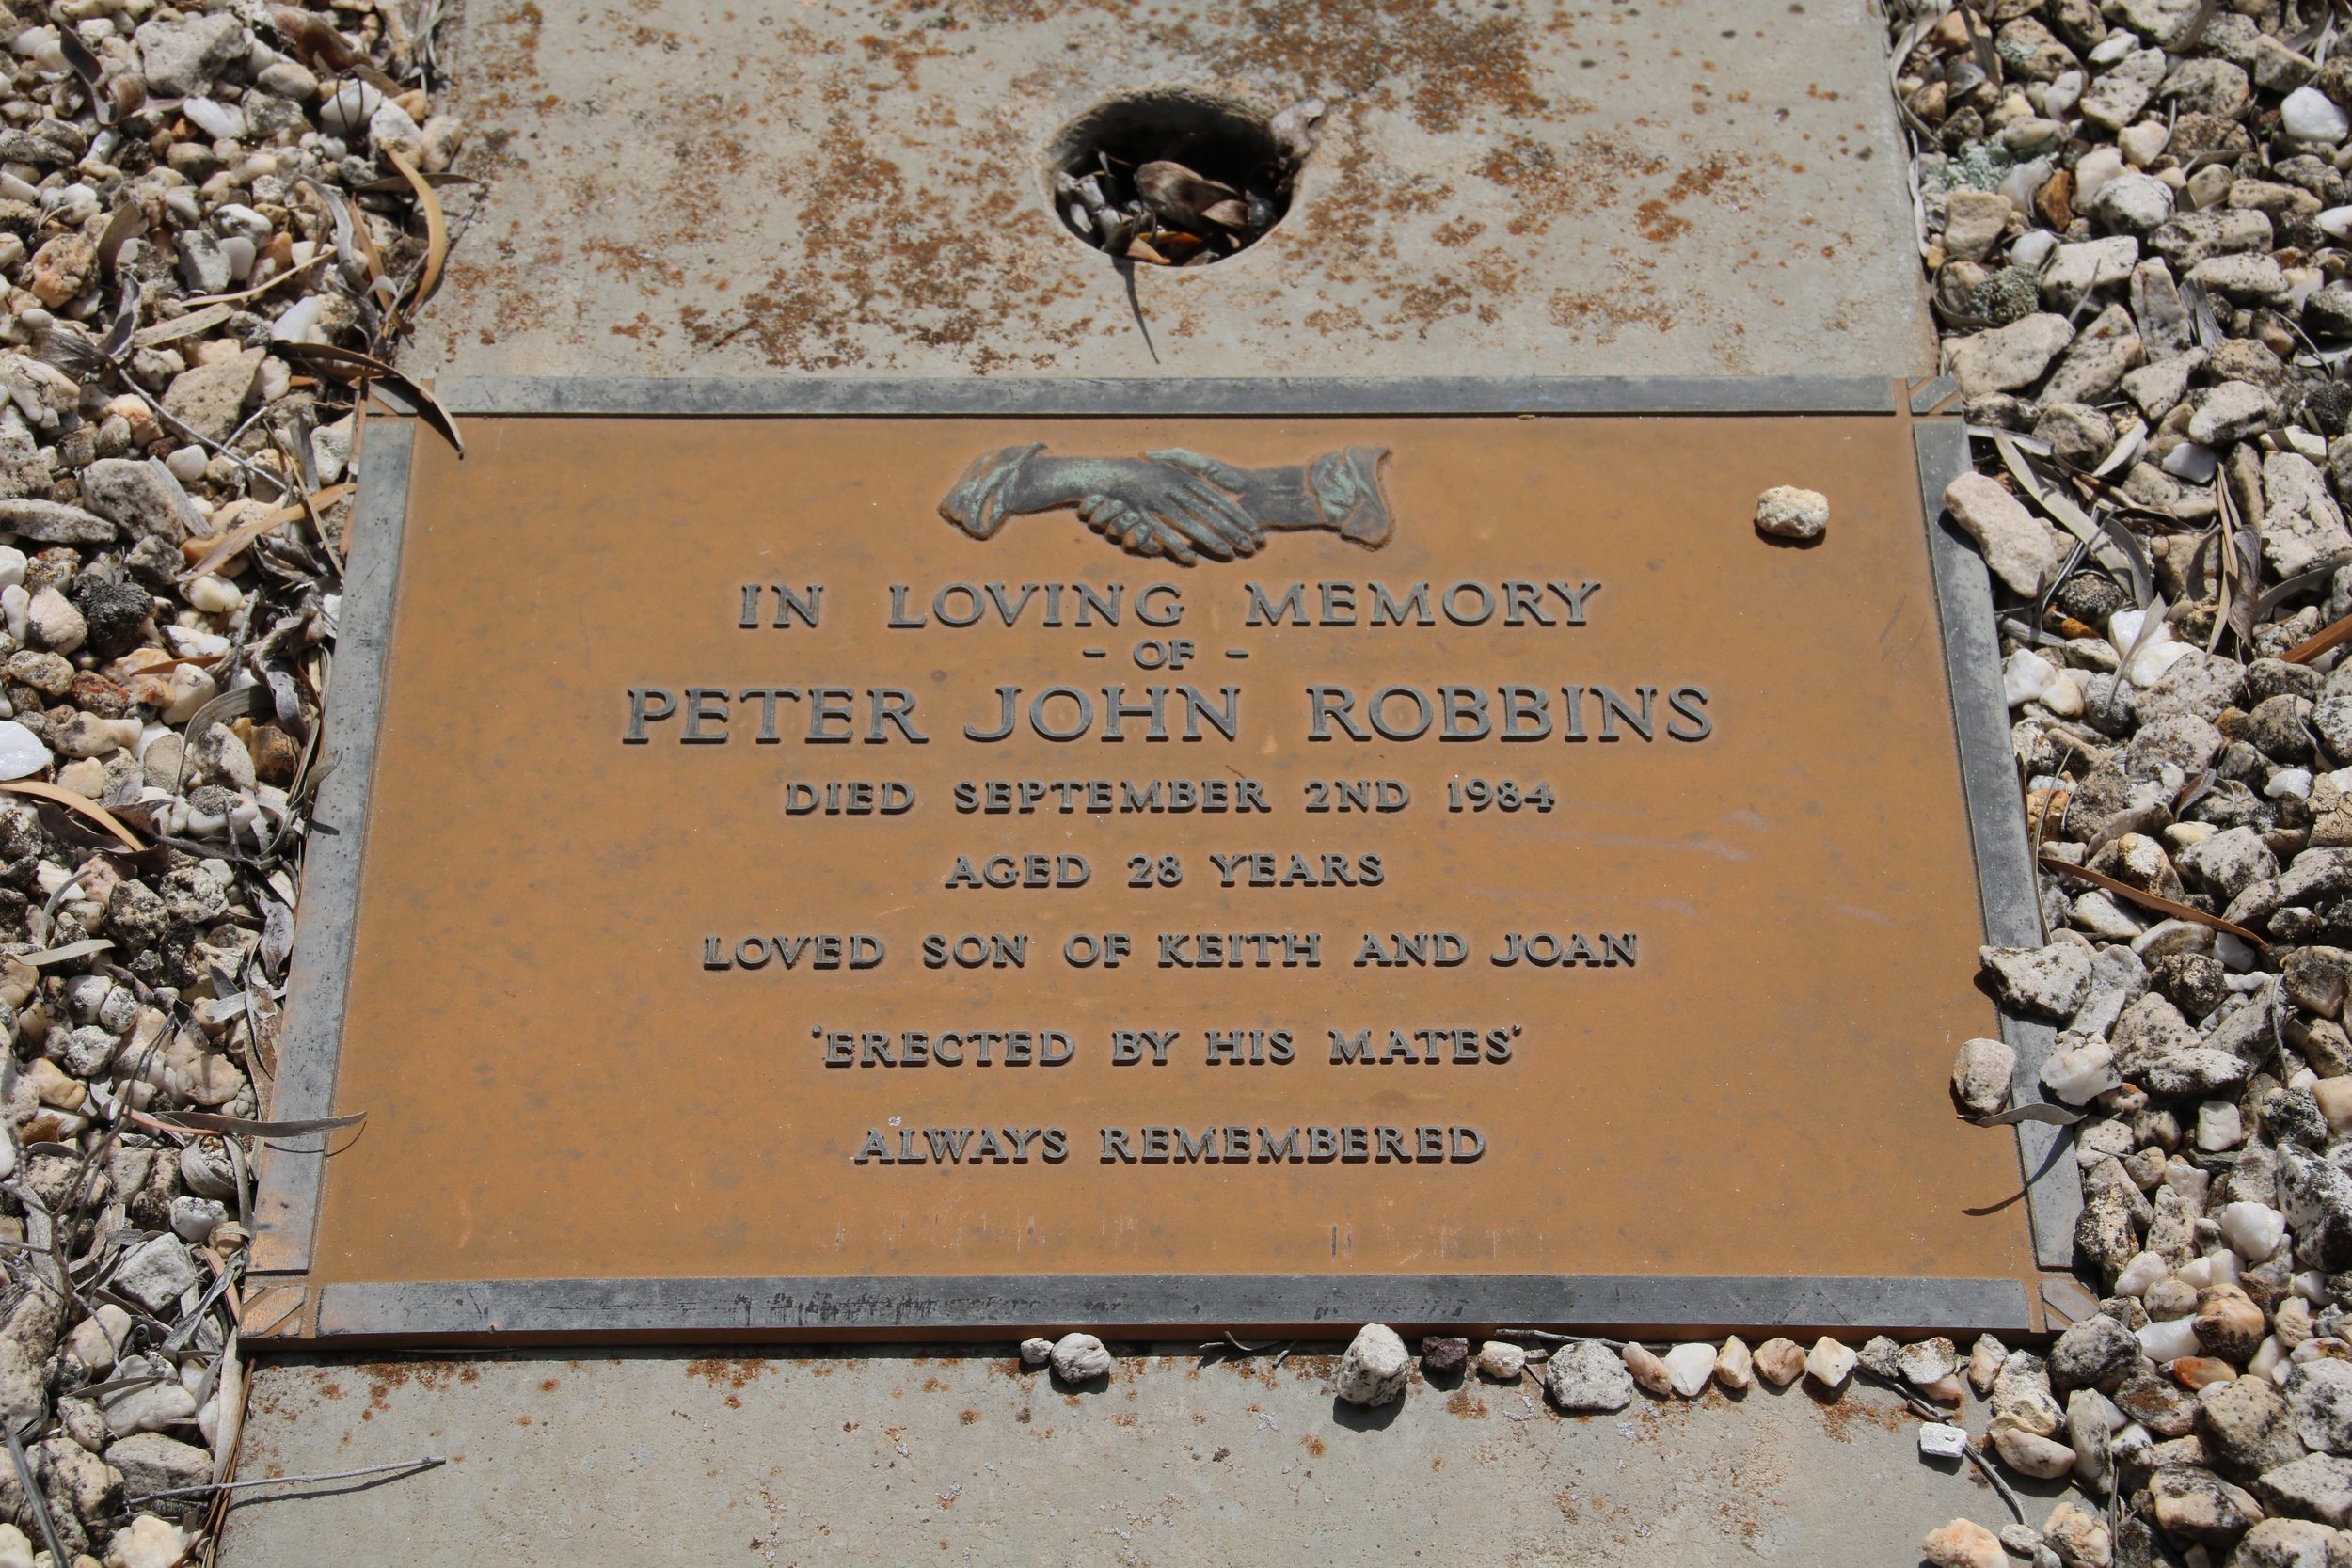 IN LOVING MEMORY
- OF -
PETER JOHN ROBBINS
DIED SEPTEMBER 2ND 1984
AGED 28 YEARS
LOVED SON OF KEITH AND JOAN
'ERECTED BY HIS MATES'
ALWAYS REMEMBERED